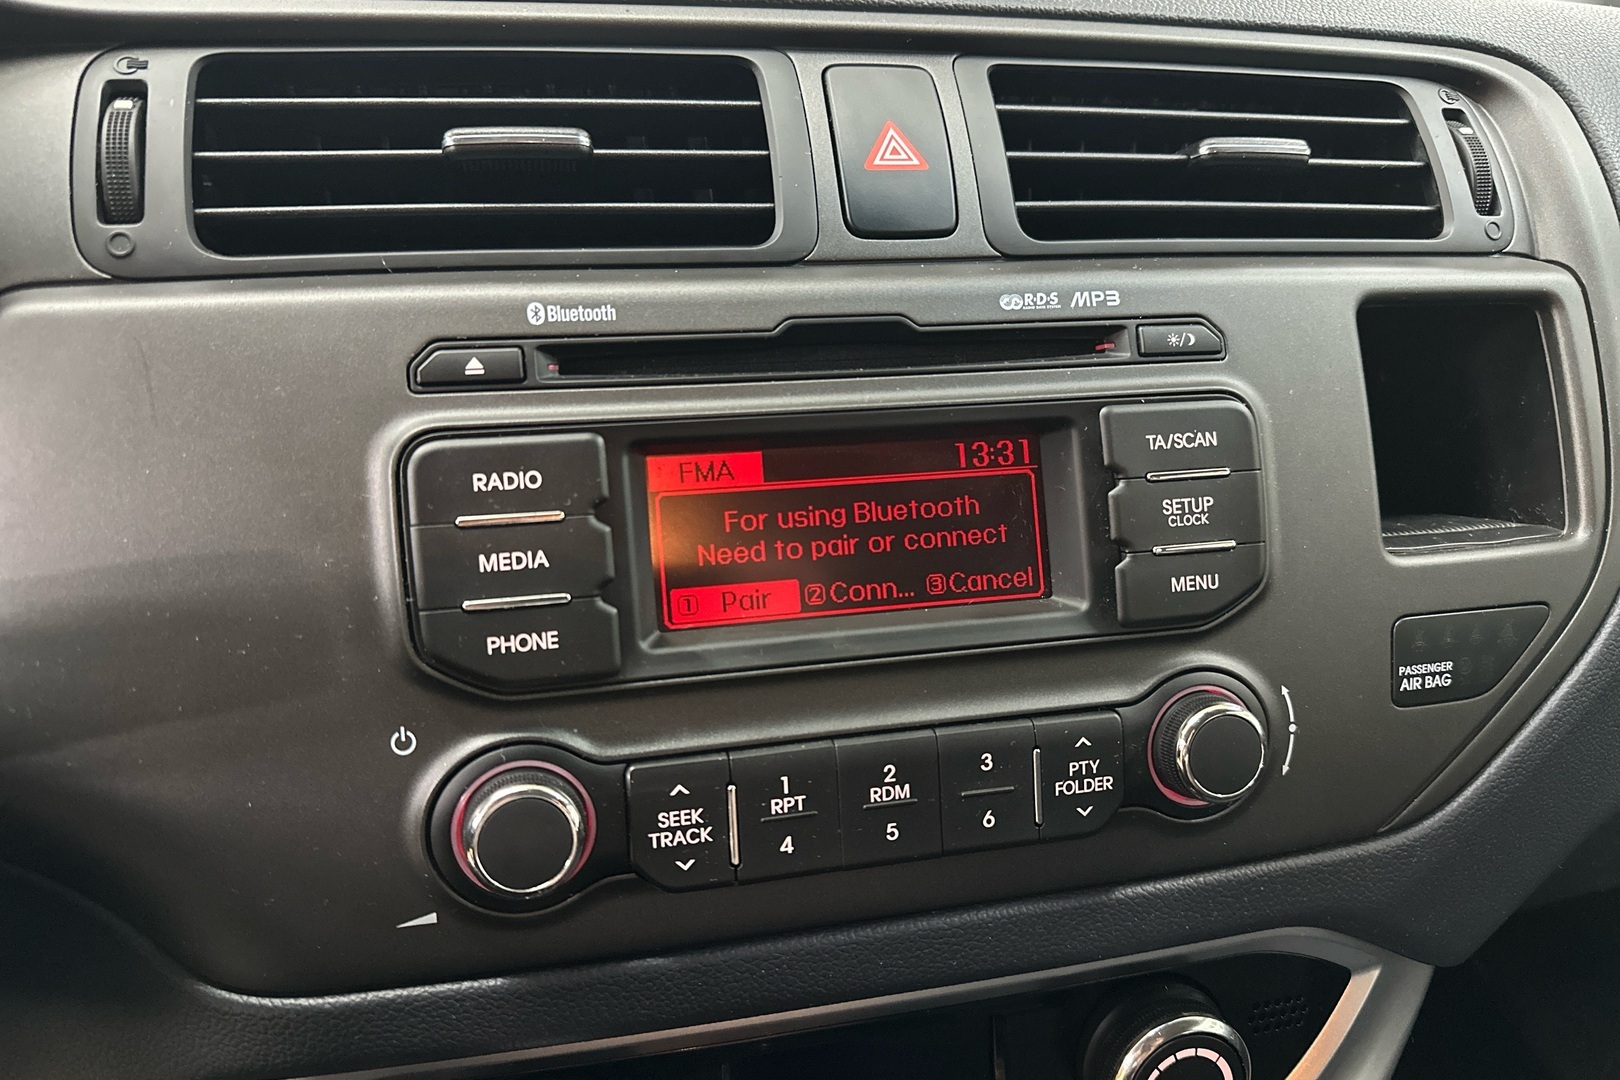 Bluetooth
R·D·S MP3
RADIO
MEDIA
PHONE
FMA 13:31
For using Bluetooth
Need to pair or connect
1 Pair 2 Conn... 3 Cancel
TA/SCAN
SETUP
CLOCK
MENU
PASSENGER
AIR BAG
SEEK
TRACK
1
RPT
4
2
RDM
5
3
6
PTY
FOLDER